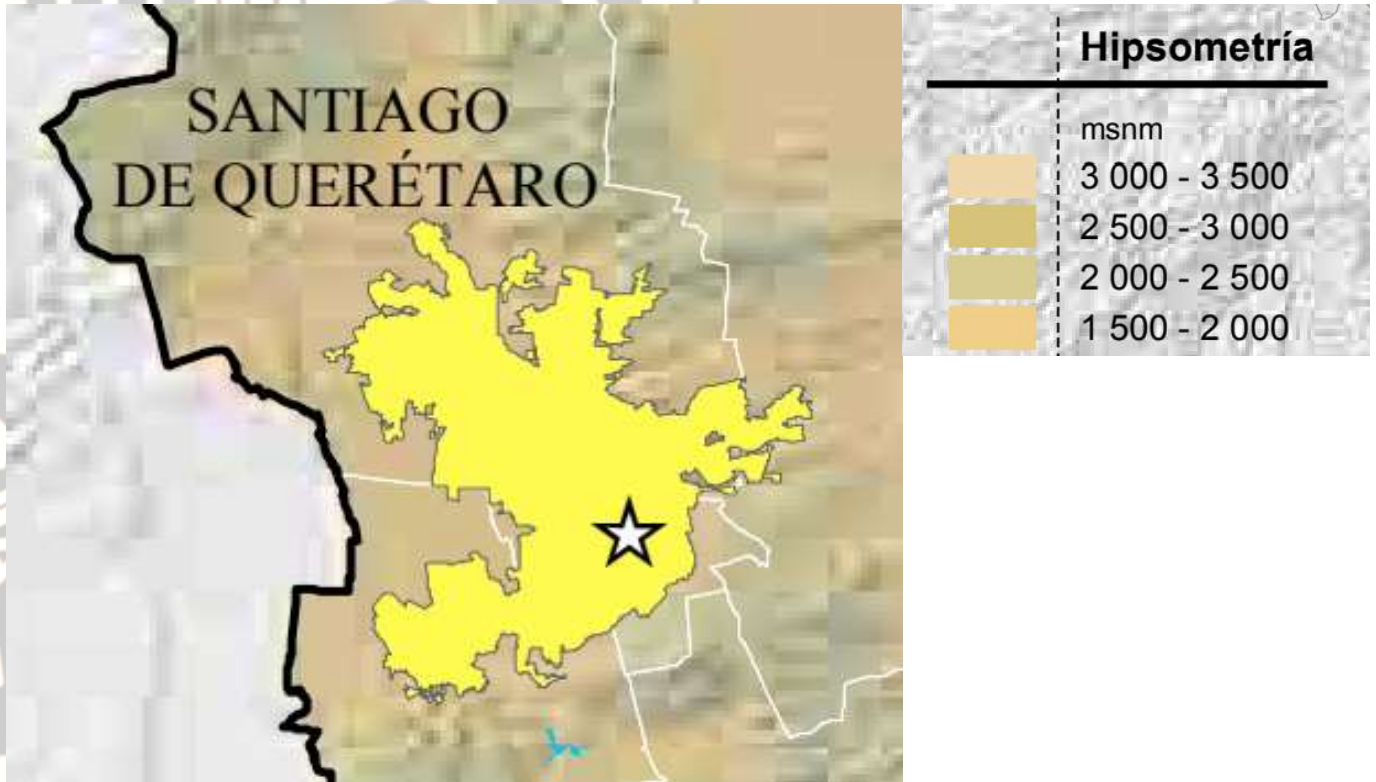 SANTIAGO
DE QUERÉTARO
Hipsometría
msnm
3 000 - 3 500
2 500 - 3 000
2 000 - 2 500
1 500 - 2 000